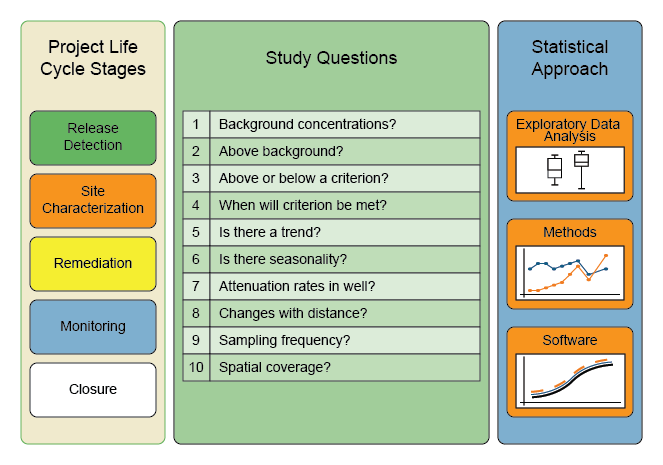 Project Life
Cycle Stages
Release
Detection
Site
Characterization
Remediation
Monitoring
Closure
Study Questions
1 Background concentrations?
2 Above background?
3 Above or below a criterion?
4 When will criterion be met?
5 Is there a trend?
6 Is there seasonality?
7 Attenuation rates in well?
8 Changes with distance?
9 Sampling frequency?
10 Spatial coverage?
Statistical
Approach
Exploratory Data
Analysis
Methods
Software